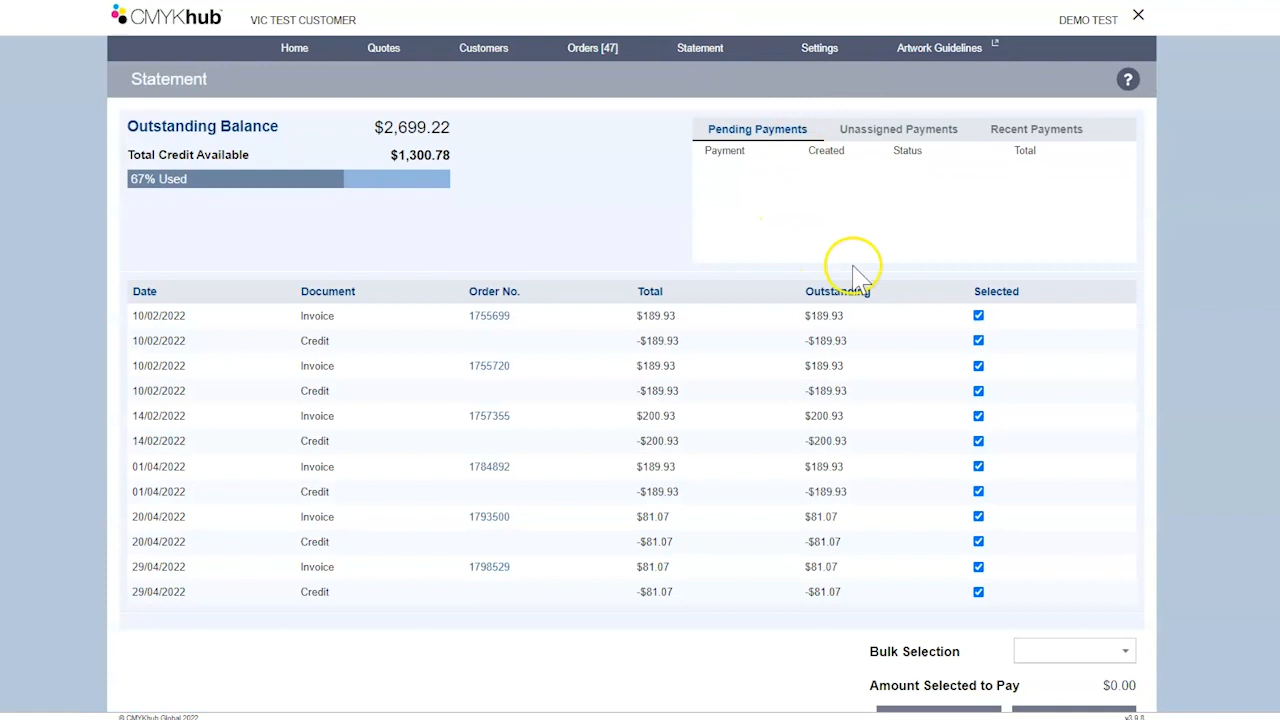 CMYKhub VIC TEST CUSTOMER DEMO TEST
Home Quotes Customers Orders [47] Statement Settings Artwork Guidelines
Statement ?
Outstanding Balance $2,699.22
Total Credit Available $1,300.78
67% Used
Pending Payments Unassigned Payments Recent Payments
Payment Created Status Total
Date Document Order No. Total Outstanding Selected
10/02/2022 Invoice 1755699 $189.93 $189.93
10/02/2022 Credit -$189.93 -$189.93
10/02/2022 Invoice 1755720 $189.93 $189.93
10/02/2022 Credit -$189.93 -$189.93
14/02/2022 Invoice 1757355 $200.93 $200.93
14/02/2022 Credit -$200.93 -$200.93
01/04/2022 Invoice 1784892 $189.93 $189.93
01/04/2022 Credit -$189.93 -$189.93
20/04/2022 Invoice 1793500 $81.07 $81.07
20/04/2022 Credit -$81.07 -$81.07
29/04/2022 Invoice 1798529 $81.07 $81.07
29/04/2022 Credit -$81.07 -$81.07
Bulk Selection
Amount Selected to Pay $0.00
© CMYKhub Global 2022 v3.9.8